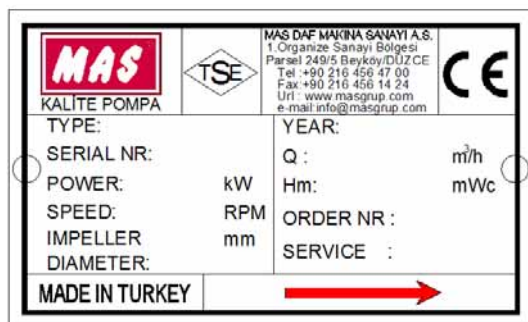 MAS
KALİTE POMPA
TSE
MAS DAF MAKINA SANAYI A.S.
1.Organize Sanayi Bölgesi
Parsel 249/5 Beyköy/DÜZCE
Tel :+90 216 456 47 00
Fax:+90 216 456 14 24
Url : www.masgrup.com
e-mail:info@masgrup.com
CE
TYPE:
SERIAL NR:
POWER: kW
SPEED: RPM
IMPELLER mm
DIAMETER:
YEAR:
Q : m³/h
Hm: mWc
ORDER NR :
SERVICE :
MADE IN TURKEY